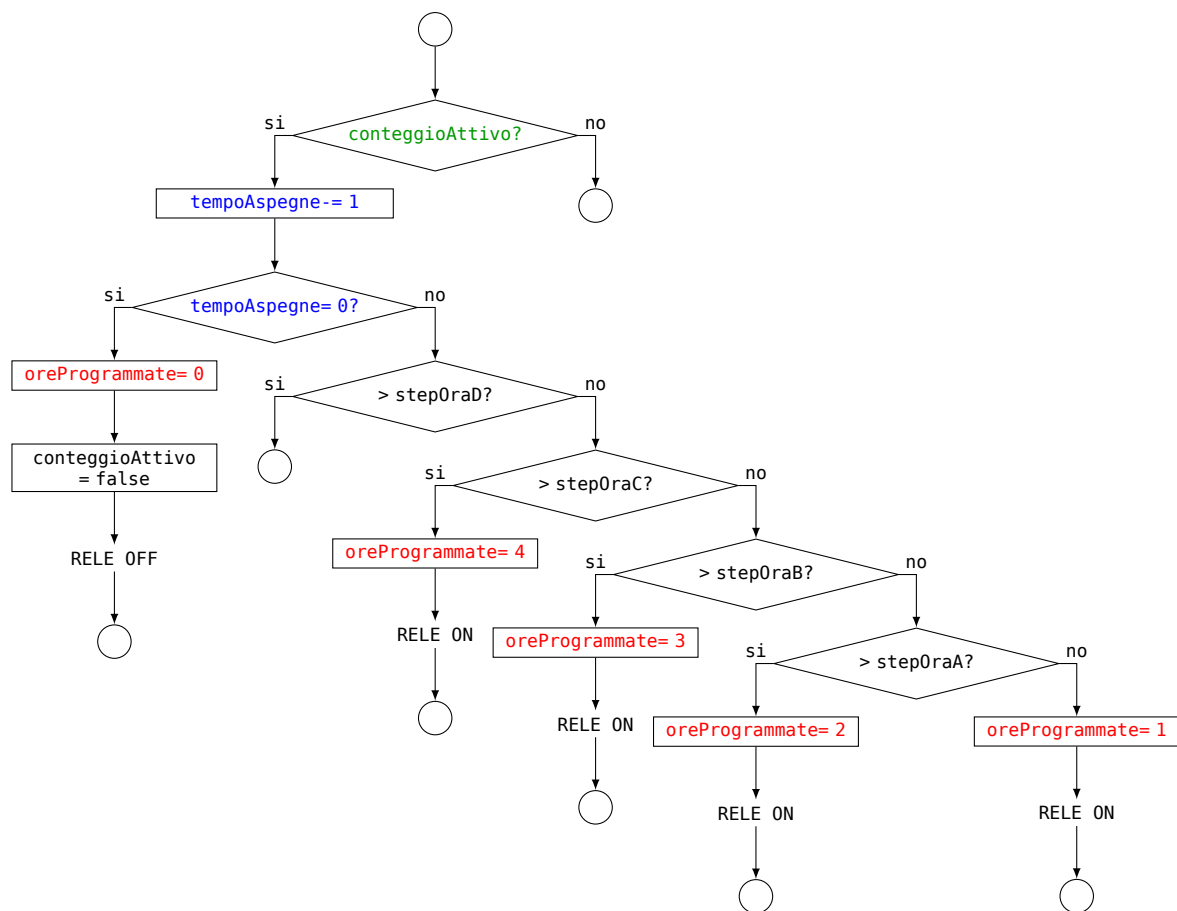 si
no
conteggioAttivo?
tempoAspegne-= 1
si
no
tempoAspegne= 0?
oreProgrammate= 0
si
no
> stepOraD?
conteggioAttivo
= false
si
no
> stepOraC?
RELE OFF
oreProgrammate= 4
si
no
> stepOraB?
RELE ON
oreProgrammate= 3
si
no
> stepOraA?
RELE ON
oreProgrammate= 2
oreProgrammate= 1
RELE ON
RELE ON